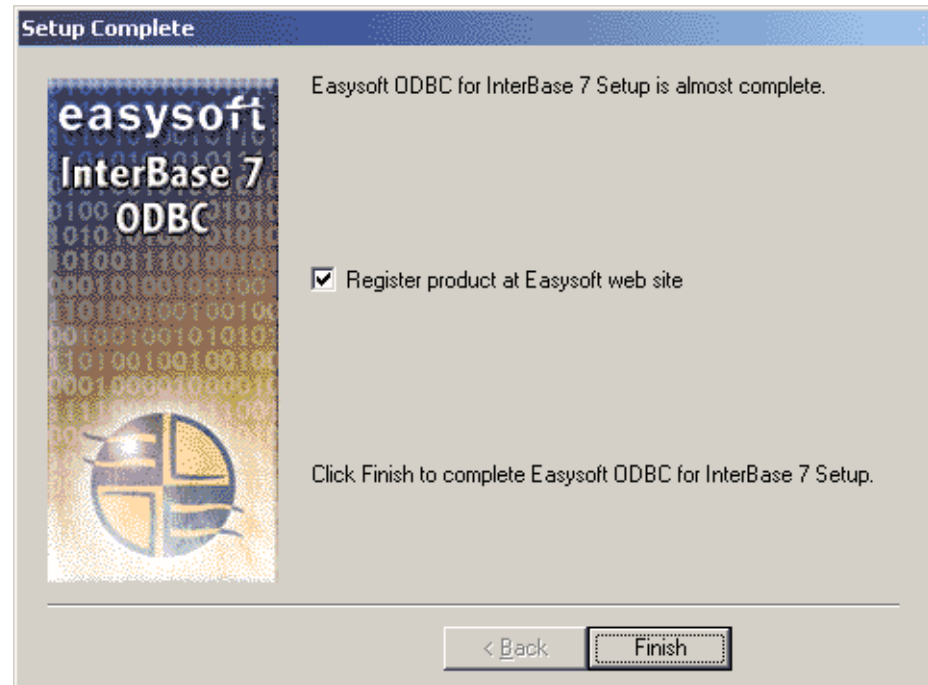 Setup Complete
Easysoft ODBC for InterBase 7 Setup is almost complete.
easysoft
InterBase 7
ODBC
Register product at Easysoft web site
Click Finish to complete Easysoft ODBC for InterBase 7 Setup.
< Back
Finish